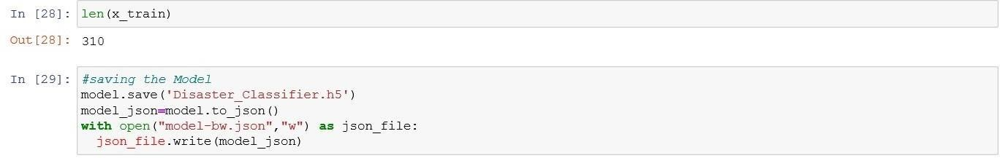 In [28]: len(x_train)
Out[28]: 310
In [29]: #saving the Model
model.save('Disaster_Classifier.h5')
model_json=model.to_json()
with open("model-bw.json","w") as json_file:
  json_file.write(model_json)